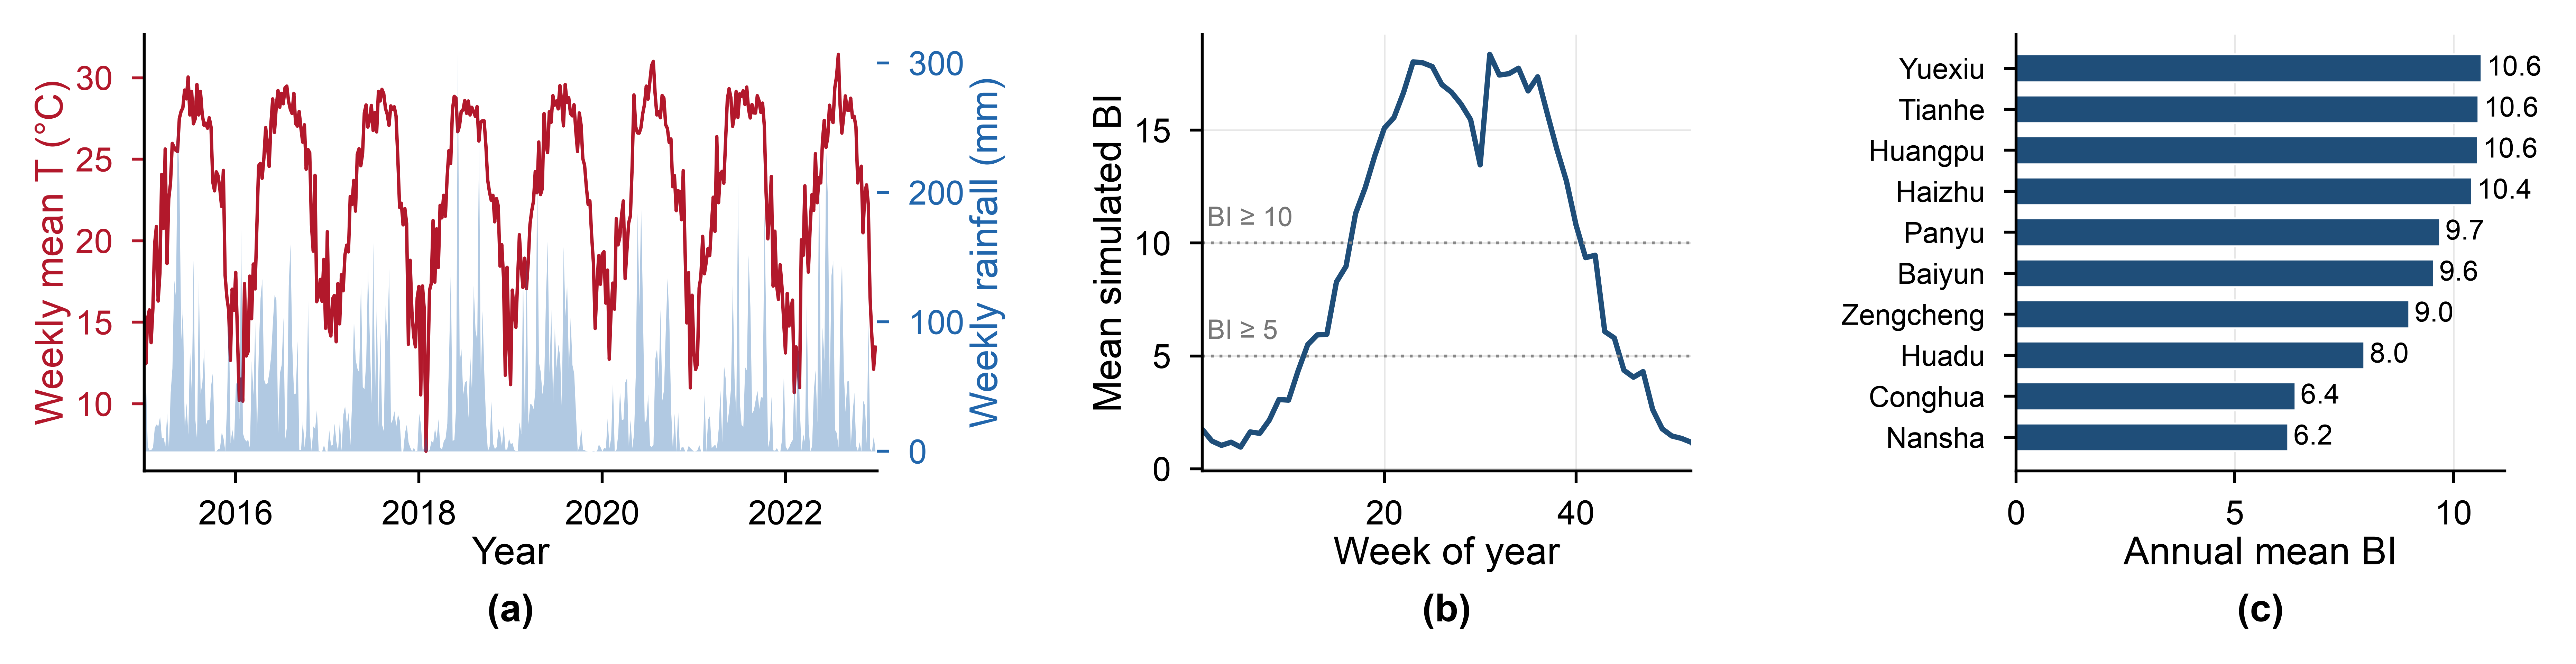 Weekly mean T (°C)
30
25
20
15
10
300
200
100
0
Weekly rainfall (mm)
2016 2018 2020 2022
Year
(a)
Mean simulated BI
15
10
5
0
BI ≥ 10
BI ≥ 5
20 40
Week of year
(b)
Yuexiu 10.6
Tianhe 10.6
Huangpu 10.6
Haizhu 10.4
Panyu 9.7
Baiyun 9.6
Zengcheng 9.0
Huadu 8.0
Conghua 6.4
Nansha 6.2
0 5 10
Annual mean BI
(c)